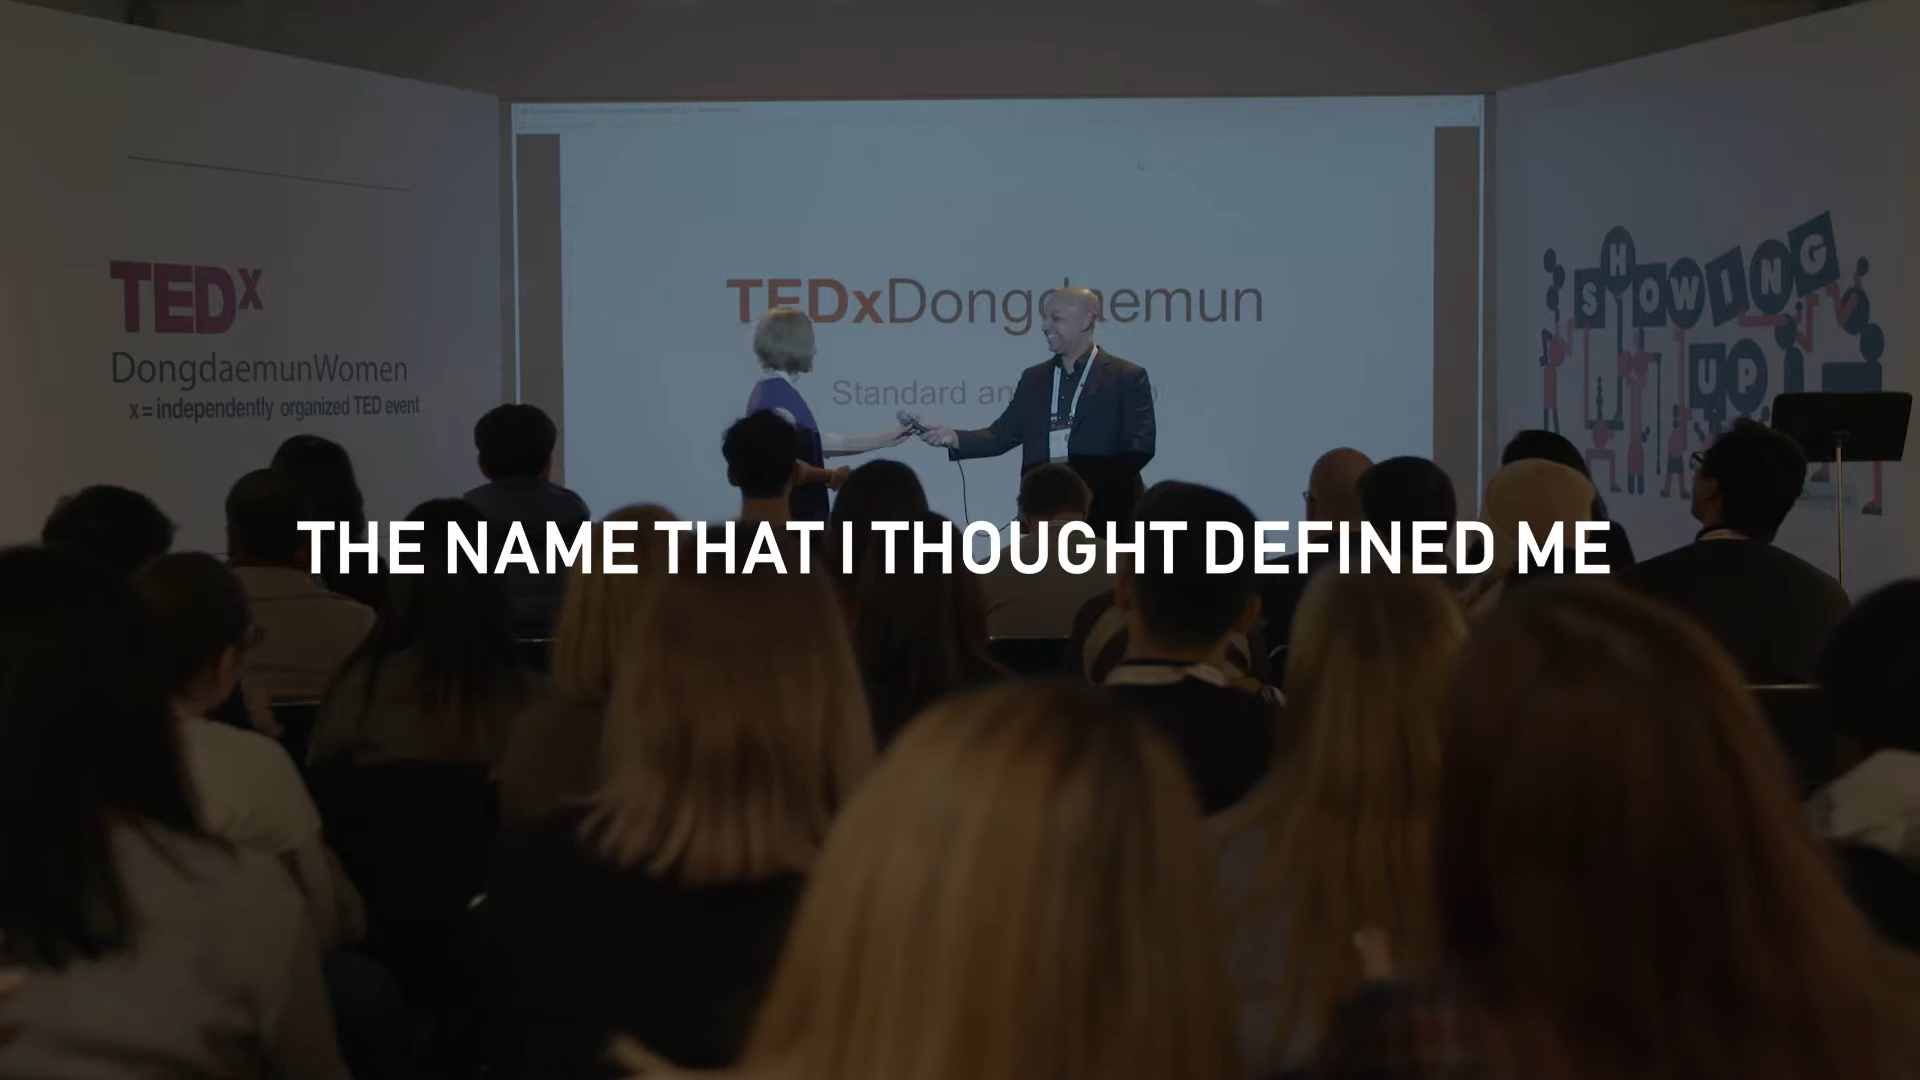 TEDx
DongdaemunWomen
x = independently organized TED event
TEDxDongdaemun
Standard an
SHOWING
UP
THE NAME THAT I THOUGHT DEFINED ME